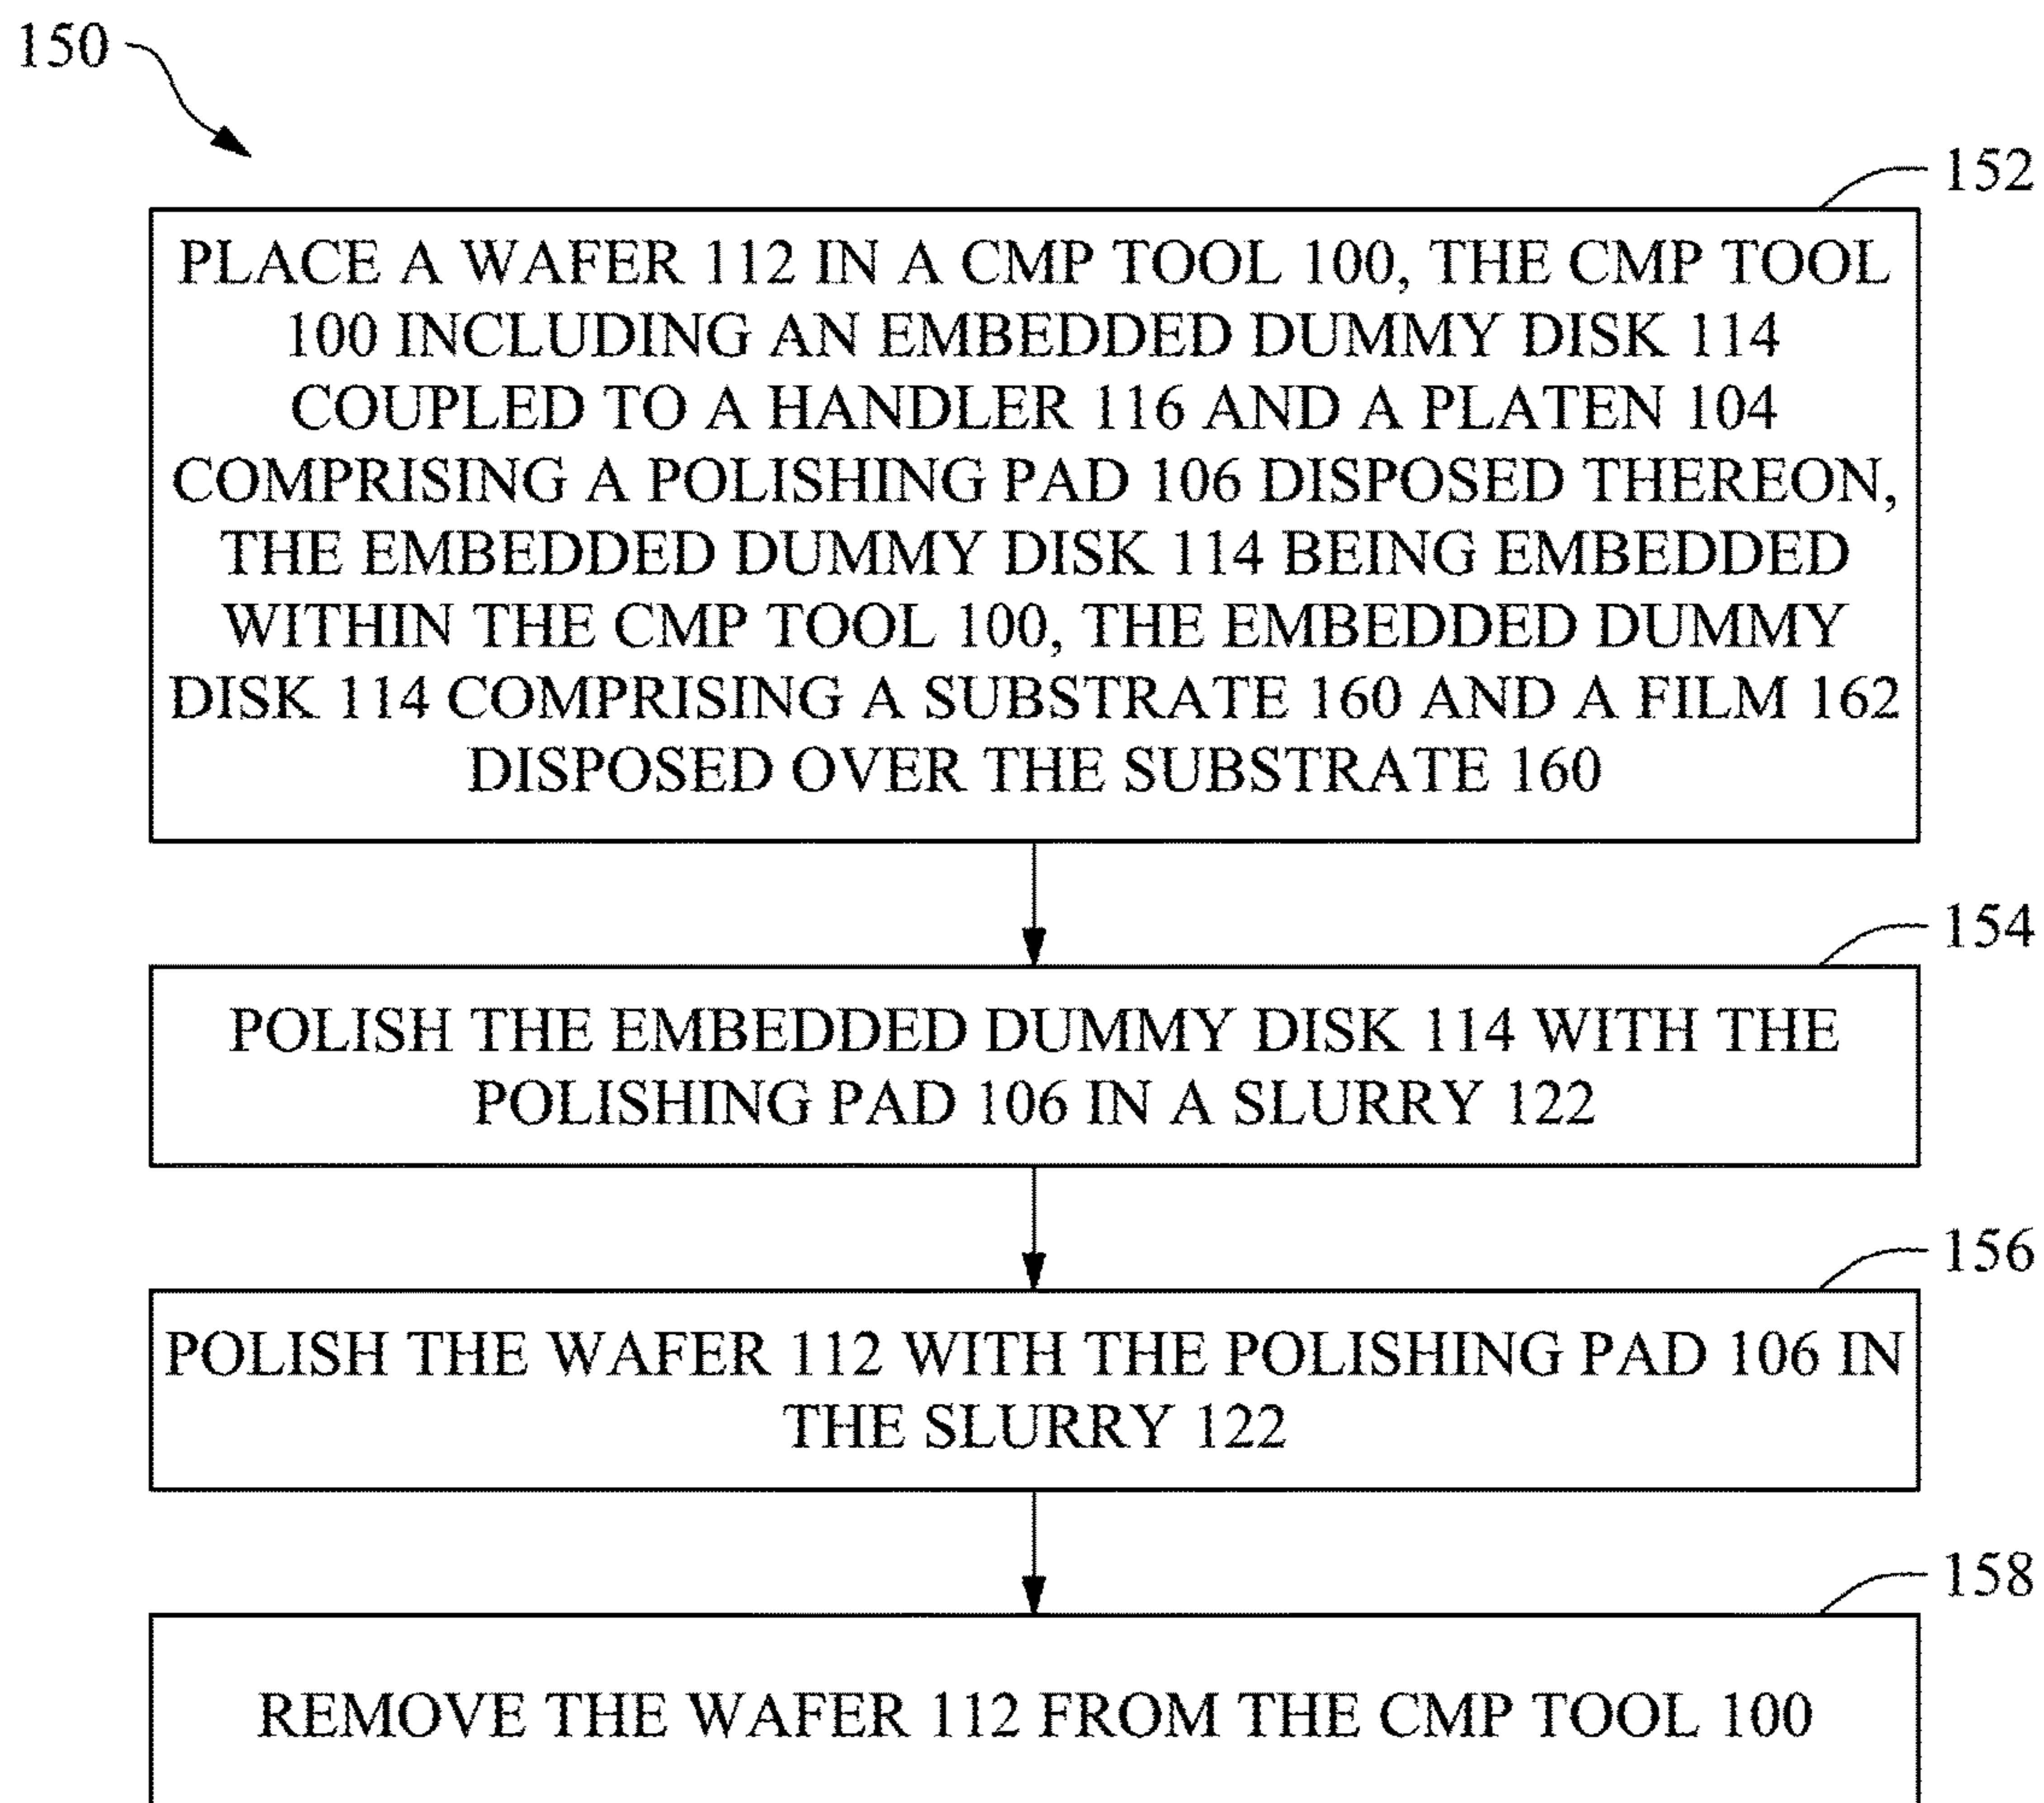 150
152
PLACE A WAFER 112 IN A CMP TOOL 100, THE CMP TOOL
100 INCLUDING AN EMBEDDED DUMMY DISK 114
COUPLED TO A HANDLER 116 AND A PLATEN 104
COMPRISING A POLISHING PAD 106 DISPOSED THEREON,
THE EMBEDDED DUMMY DISK 114 BEING EMBEDDED
WITHIN THE CMP TOOL 100, THE EMBEDDED DUMMY
DISK 114 COMPRISING A SUBSTRATE 160 AND A FILM 162
DISPOSED OVER THE SUBSTRATE 160
154
POLISH THE EMBEDDED DUMMY DISK 114 WITH THE
POLISHING PAD 106 IN A SLURRY 122
156
POLISH THE WAFER 112 WITH THE POLISHING PAD 106 IN
THE SLURRY 122
158
REMOVE THE WAFER 112 FROM THE CMP TOOL 100